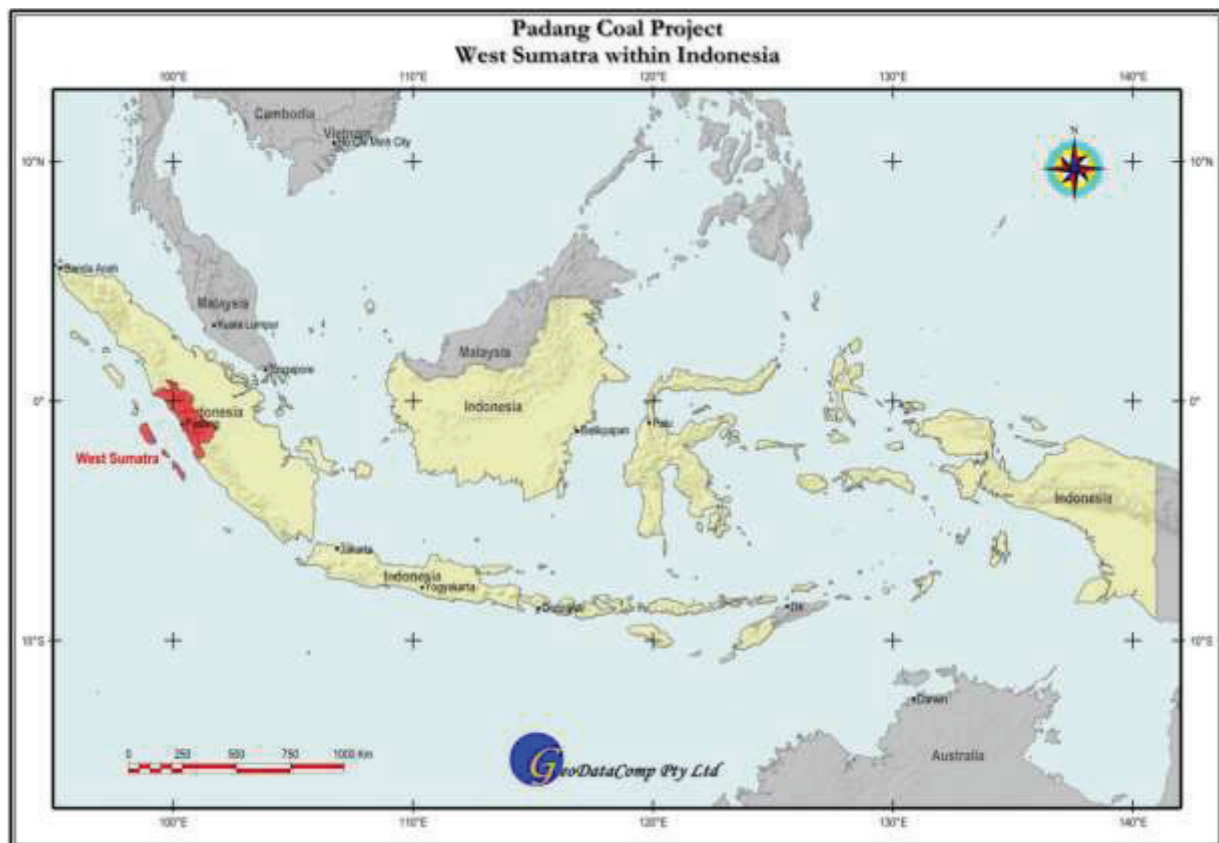 Padang Coal Project
West Sumatra within Indonesia
100°E 110°E 120°E 130°E 140°E
Cambodia
Vietnam
Ho Chi Minh City
10°N 10°N
Banda Aceh
Malaysia
Kuala Lumpur
Singapore
Malaysia
0° 0°
Indonesia
Indonesia
Padang
Balikpapan
Palu
West Sumatra
Indonesia
Jakarta
Indonesia
Yogyakarta
Dili
10°S 10°S
Darwin
0 250 500 750 1000 Km
GeoDataComp Pty Ltd
Australia
100°E 110°E 120°E 130°E 140°E
N